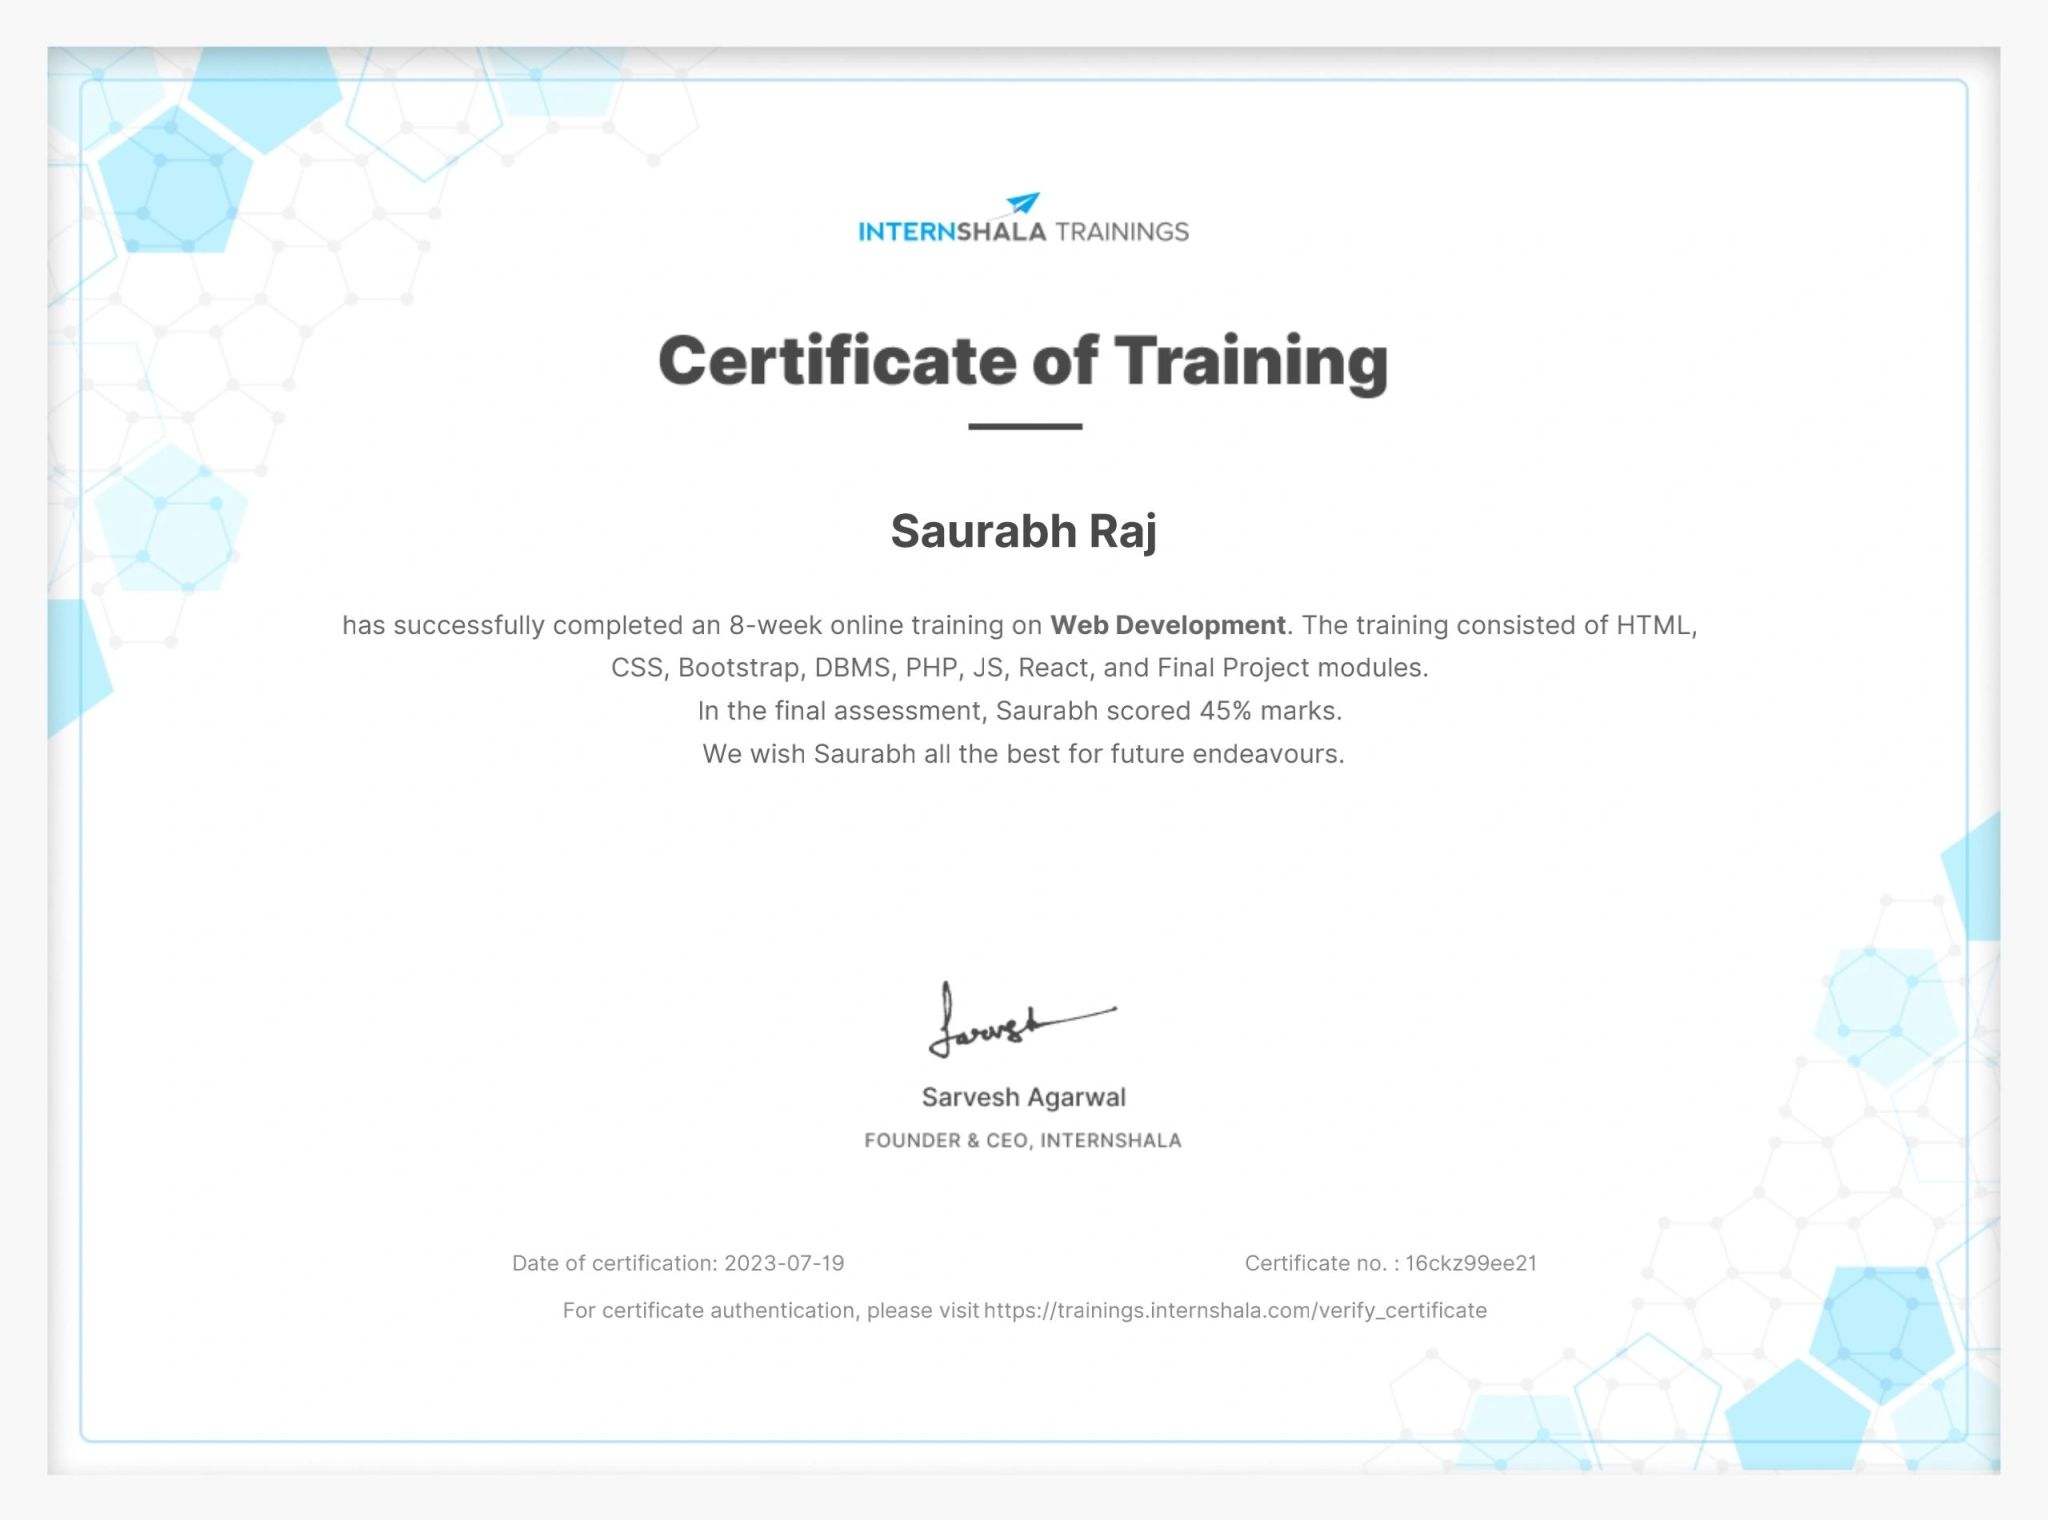 INTERNSHALA TRAININGS
Certificate of Training
Saurabh Raj
has successfully completed an 8-week online training on Web Development. The training consisted of HTML,
CSS, Bootstrap, DBMS, PHP, JS, React, and Final Project modules.
In the final assessment, Saurabh scored 45% marks.
We wish Saurabh all the best for future endeavours.
Sarvesh
Sarvesh Agarwal
FOUNDER & CEO, INTERNSHALA
Date of certification: 2023-07-19
Certificate no. : 16ckz99ee21
For certificate authentication, please visit https://trainings.internshala.com/verify_certificate